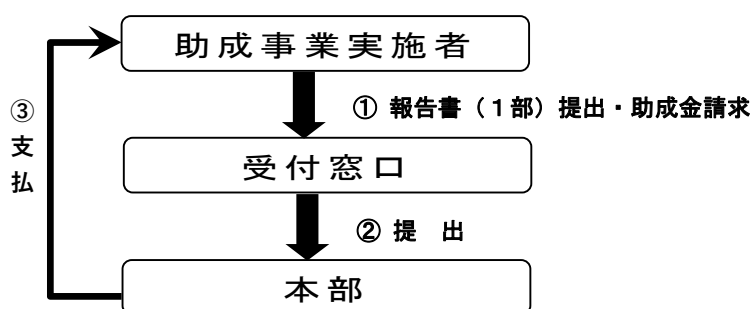 助成事業実施者
① 報告書（１部）提出・助成金請求
③支払
受付窓口
② 提　出
本部